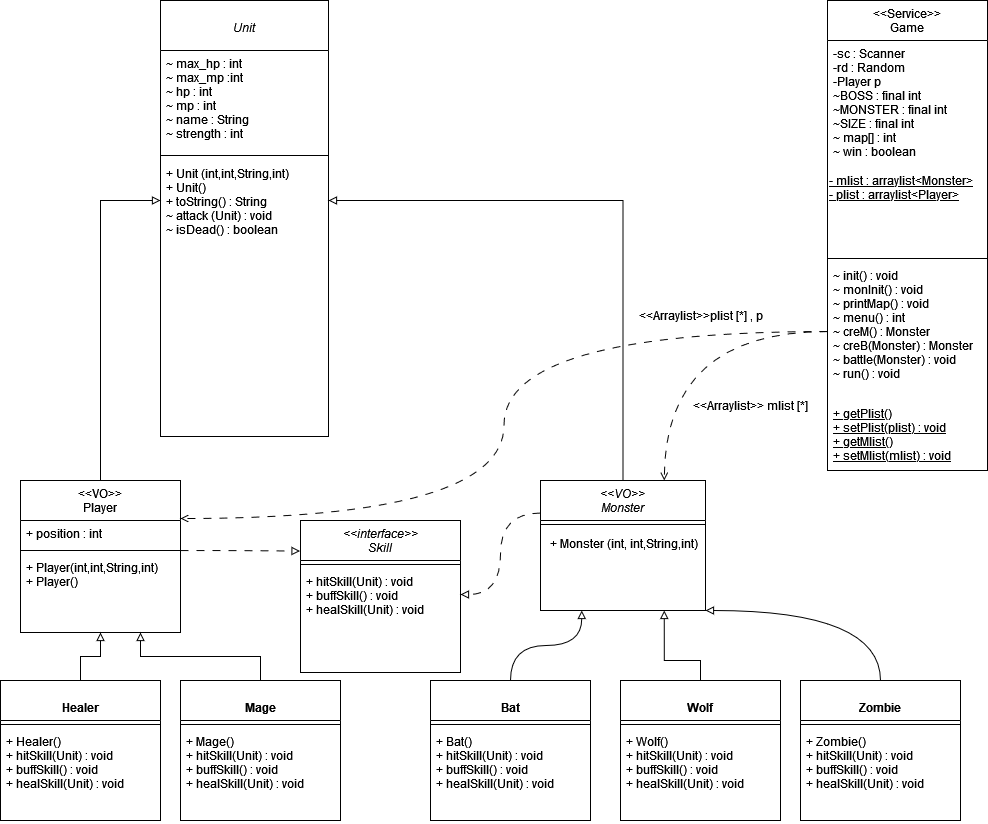 Unit
~ max_hp : int
~ max_mp :int
~ hp : int
~ mp : int
~ name : String
~ strength : int
+ Unit (int,int,String,int)
+ Unit()
+ toString() : String
~ attack (Unit) : void
~ isDead() : boolean
<<Service>>
Game
-sc : Scanner
-rd : Random
-Player p
~BOSS : final int
~MONSTER : final int
~SIZE : final int
~ map[] : int
~ win : boolean
- mlist : arraylist<Monster>
- plist : arraylist<Player>
~ init() : void
~ monInit() : void
~ printMap() : void
~ menu() : int
~ creM() : Monster
~ creB(Monster) : Monster
~ battle(Monster) : void
~ run() : void
+ getPlist()
+ setPlist(plist) : void
+ getMlist()
+ setMlist(mlist) : void
<<Arraylist>>plist [*] , p
<<Arraylist>> mlist [*]
<<VO>>
Player
+ position : int
+ Player(int,int,String,int)
+ Player()
<<interface>>
Skill
+ hitSkill(Unit) : void
+ buffSkill() : void
+ healSkill(Unit) : void
<<VO>>
Monster
+ Monster (int, int,String,int)
Healer
+ Healer()
+ hitSkill(Unit) : void
+ buffSkill() : void
+ healSkill(Unit) : void
Mage
+ Mage()
+ hitSkill(Unit) : void
+ buffSkill() : void
+ healSkill(Unit) : void
Bat
+ Bat()
+ hitSkill(Unit) : void
+ buffSkill() : void
+ healSkill(Unit) : void
Wolf
+ Wolf()
+ hitSkill(Unit) : void
+ buffSkill() : void
+ healSkill(Unit) : void
Zombie
+ Zombie()
+ hitSkill(Unit) : void
+ buffSkill() : void
+ healSkill(Unit) : void